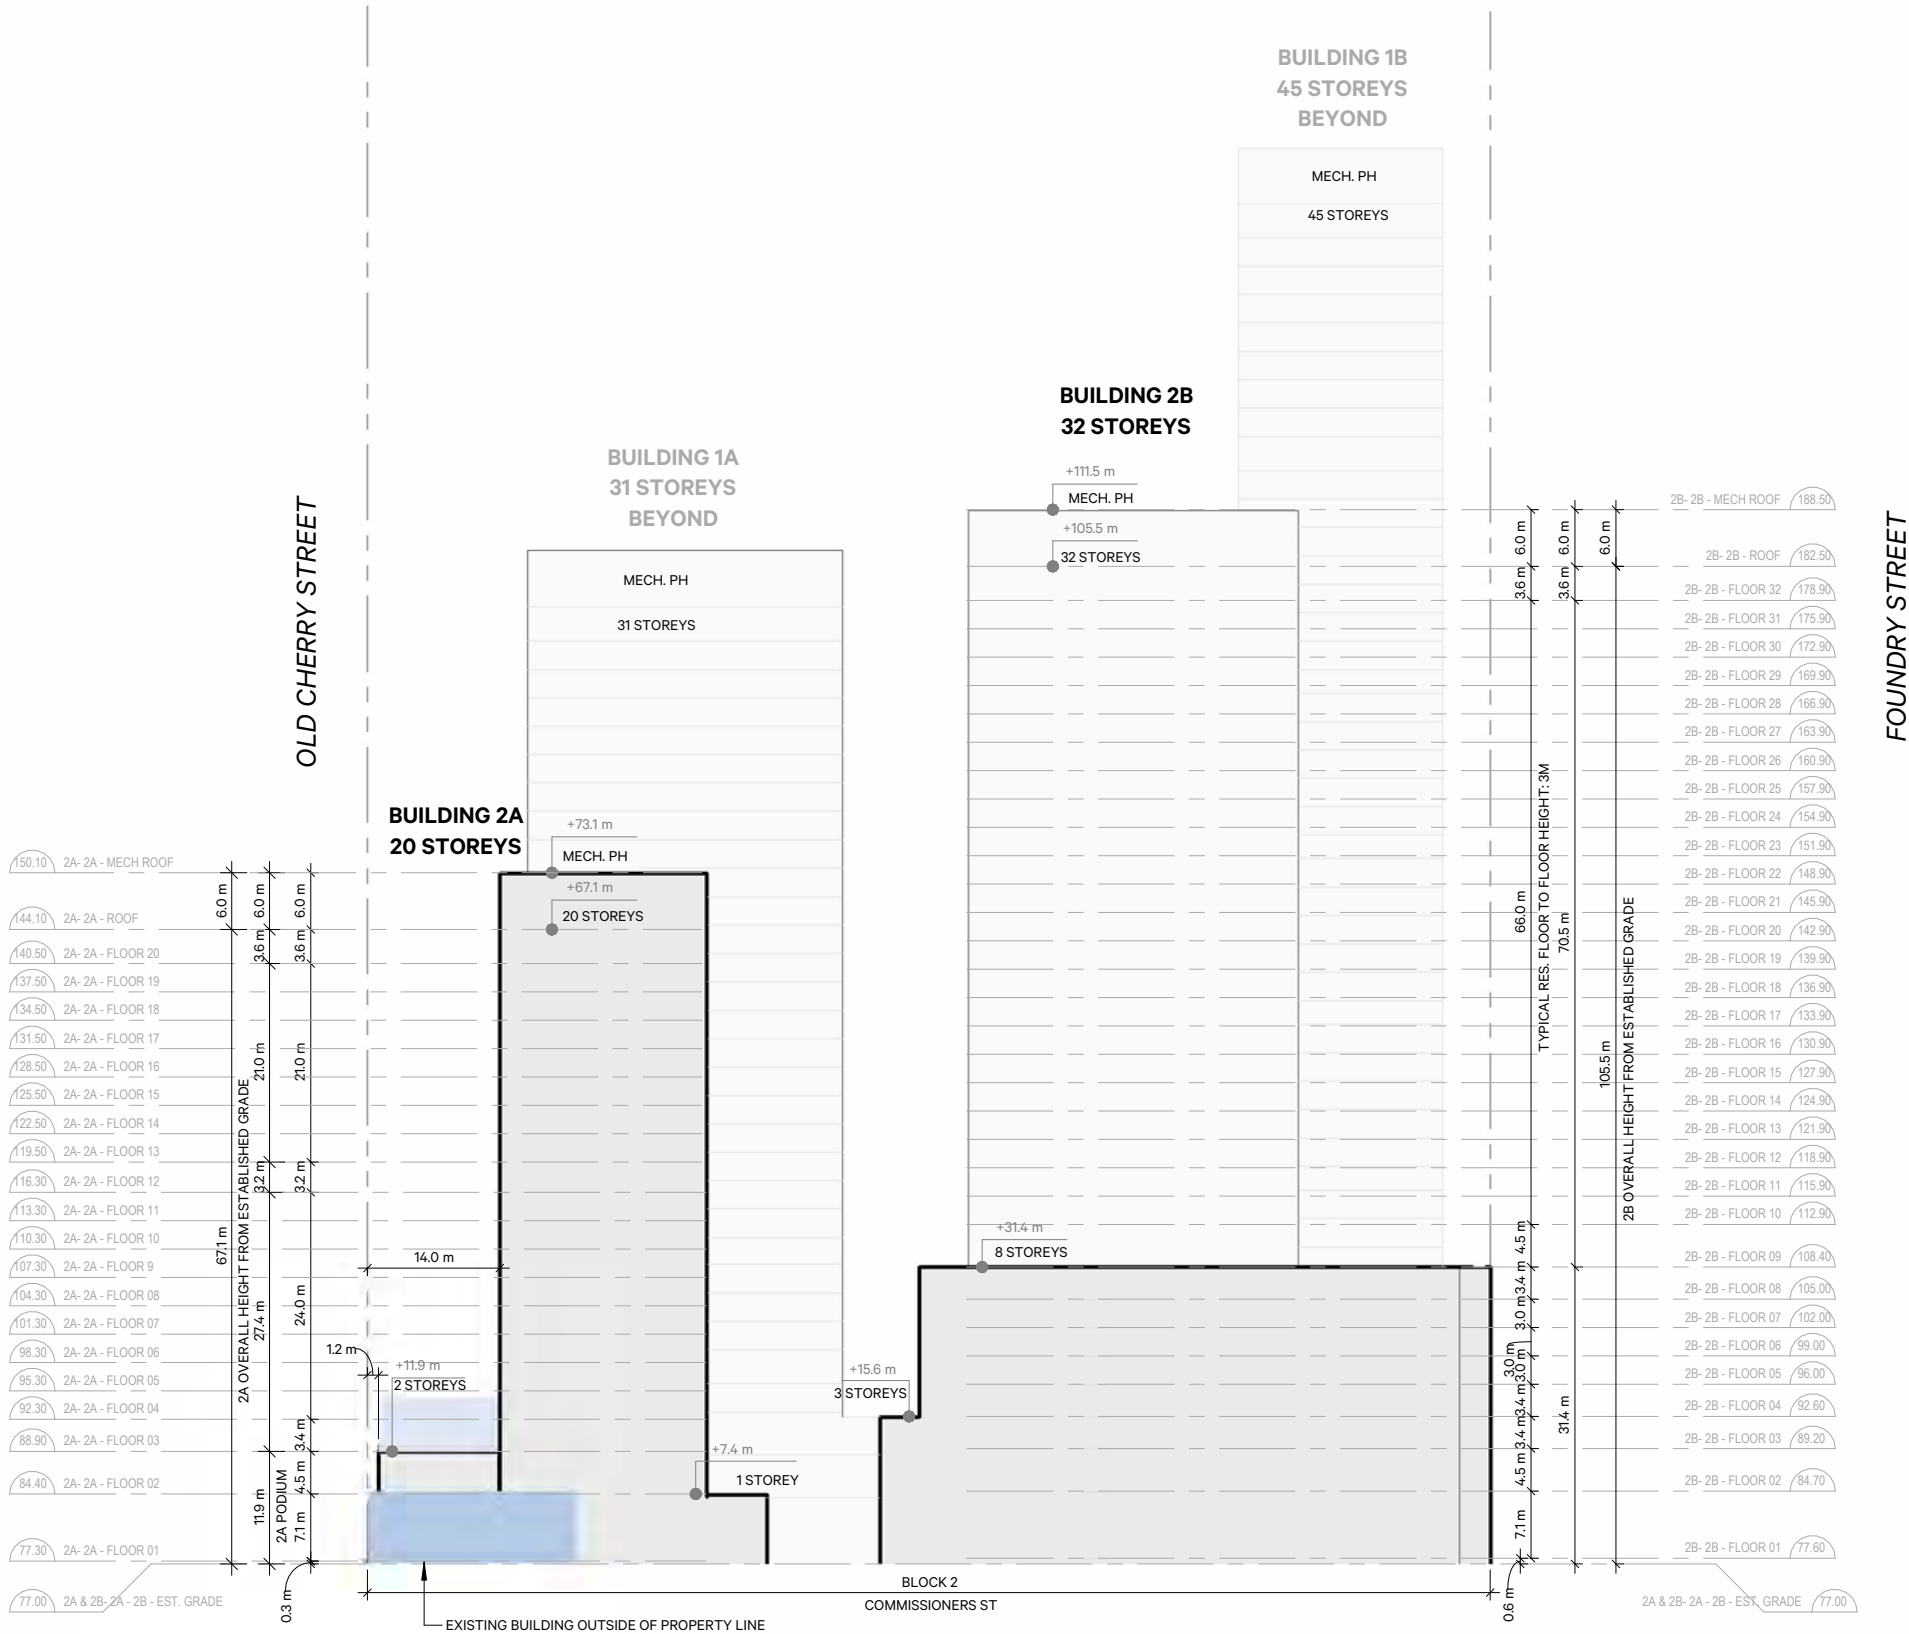 BUILDING 1B
45 STOREYS
BEYOND
MECH. PH
45 STOREYS
BUILDING 2B
32 STOREYS
+111.5 m
MECH. PH
+105.5 m
32 STOREYS
BUILDING 1A
31 STOREYS
BEYOND
MECH. PH
31 STOREYS
OLD CHERRY STREET
FOUNDRY STREET
BUILDING 2A
20 STOREYS
+73.1 m
MECH. PH
+67.1 m
20 STOREYS
150.10 2A- 2A - MECH ROOF
144.10 2A- 2A - ROOF
140.50 2A- 2A - FLOOR 20
137.50 2A- 2A - FLOOR 19
134.50 2A- 2A - FLOOR 18
131.50 2A- 2A - FLOOR 17
128.50 2A- 2A - FLOOR 16
125.50 2A- 2A - FLOOR 15
122.50 2A- 2A - FLOOR 14
119.50 2A- 2A - FLOOR 13
116.30 2A- 2A - FLOOR 12
113.30 2A- 2A - FLOOR 11
110.30 2A- 2A - FLOOR 10
107.30 2A- 2A - FLOOR 9
104.30 2A- 2A - FLOOR 08
101.30 2A- 2A - FLOOR 07
98.30 2A- 2A - FLOOR 06
95.30 2A- 2A - FLOOR 05
92.30 2A- 2A - FLOOR 04
88.90 2A- 2A - FLOOR 03
84.40 2A- 2A - FLOOR 02
77.30 2A- 2A - FLOOR 01
77.00 2A & 2B- 2A - 2B - EST. GRADE
6.0 m
67.1 m
2A OVERALL HEIGHT FROM ESTABLISHED GRADE
6.0 m
3.6 m
21.0 m
3.2 m
27.4 m
11.9 m
2A PODIUM
6.0 m
3.6 m
21.0 m
3.2 m
24.0 m
3.4 m
4.5 m
7.1 m
0.3 m
14.0 m
1.2 m
+11.9 m
2 STOREYS
+7.4 m
1 STOREY
+15.6 m
3 STOREYS
+31.4 m
8 STOREYS
6.0 m
3.6 m
66.0 m
TYPICAL RES. FLOOR TO FLOOR HEIGHT: 3M
4.5 m
3.4 m
3.0 m
3.0 m
3.0 m
3.4 m
3.4 m
4.5 m
7.1 m
0.6 m
6.0 m
3.6 m
70.5 m
31.4 m
6.0 m
105.5 m
2B OVERALL HEIGHT FROM ESTABLISHED GRADE
2B- 2B - MECH ROOF 188.50
2B- 2B - ROOF 182.50
2B- 2B - FLOOR 32 178.90
2B- 2B - FLOOR 31 175.90
2B- 2B - FLOOR 30 172.90
2B- 2B - FLOOR 29 169.90
2B- 2B - FLOOR 28 166.90
2B- 2B - FLOOR 27 163.90
2B- 2B - FLOOR 26 160.90
2B- 2B - FLOOR 25 157.90
2B- 2B - FLOOR 24 154.90
2B- 2B - FLOOR 23 151.90
2B- 2B - FLOOR 22 148.90
2B- 2B - FLOOR 21 145.90
2B- 2B - FLOOR 20 142.90
2B- 2B - FLOOR 19 139.90
2B- 2B - FLOOR 18 136.90
2B- 2B - FLOOR 17 133.90
2B- 2B - FLOOR 16 130.90
2B- 2B - FLOOR 15 127.90
2B- 2B - FLOOR 14 124.90
2B- 2B - FLOOR 13 121.90
2B- 2B - FLOOR 12 118.90
2B- 2B - FLOOR 11 115.90
2B- 2B - FLOOR 10 112.90
2B- 2B - FLOOR 09 108.40
2B- 2B - FLOOR 08 105.00
2B- 2B - FLOOR 07 102.00
2B- 2B - FLOOR 06 99.00
2B- 2B - FLOOR 05 96.00
2B- 2B - FLOOR 04 92.60
2B- 2B - FLOOR 03 89.20
2B- 2B - FLOOR 02 84.70
2B- 2B - FLOOR 01 77.60
2A & 2B- 2A - 2B - EST. GRADE 77.00
BLOCK 2
COMMISSIONERS ST
EXISTING BUILDING OUTSIDE OF PROPERTY LINE